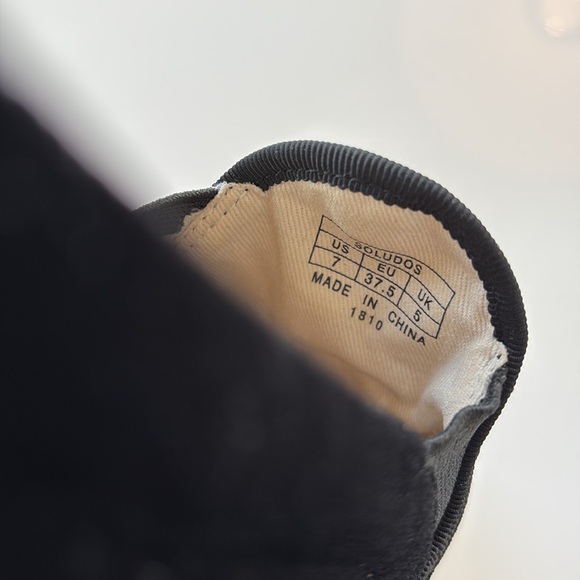 SOLUDOS
US EU UK
7 37.5 5
MADE IN CHINA
1810